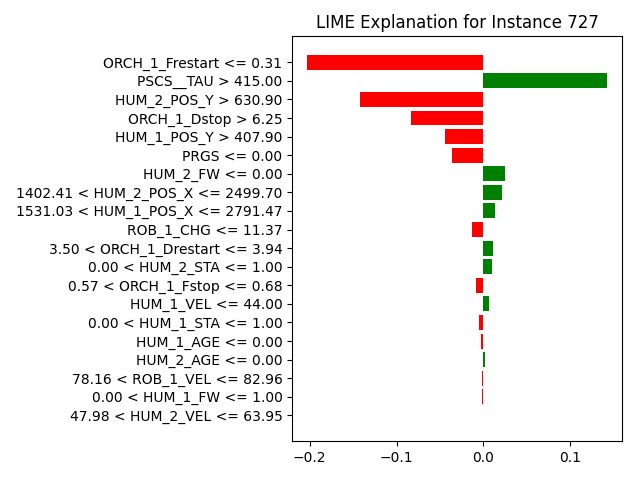 LIME Explanation for Instance 727
ORCH_1_Frestart <= 0.31
PSCS__TAU > 415.00
HUM_2_POS_Y > 630.90
ORCH_1_Dstop > 6.25
HUM_1_POS_Y > 407.90
PRGS <= 0.00
HUM_2_FW <= 0.00
1402.41 < HUM_2_POS_X <= 2499.70
1531.03 < HUM_1_POS_X <= 2791.47
ROB_1_CHG <= 11.37
3.50 < ORCH_1_Drestart <= 3.94
0.00 < HUM_2_STA <= 1.00
0.57 < ORCH_1_Fstop <= 0.68
HUM_1_VEL <= 44.00
0.00 < HUM_1_STA <= 1.00
HUM_1_AGE <= 0.00
HUM_2_AGE <= 0.00
78.16 < ROB_1_VEL <= 82.96
0.00 < HUM_1_FW <= 1.00
47.98 < HUM_2_VEL <= 63.95
−0.2 −0.1 0.0 0.1